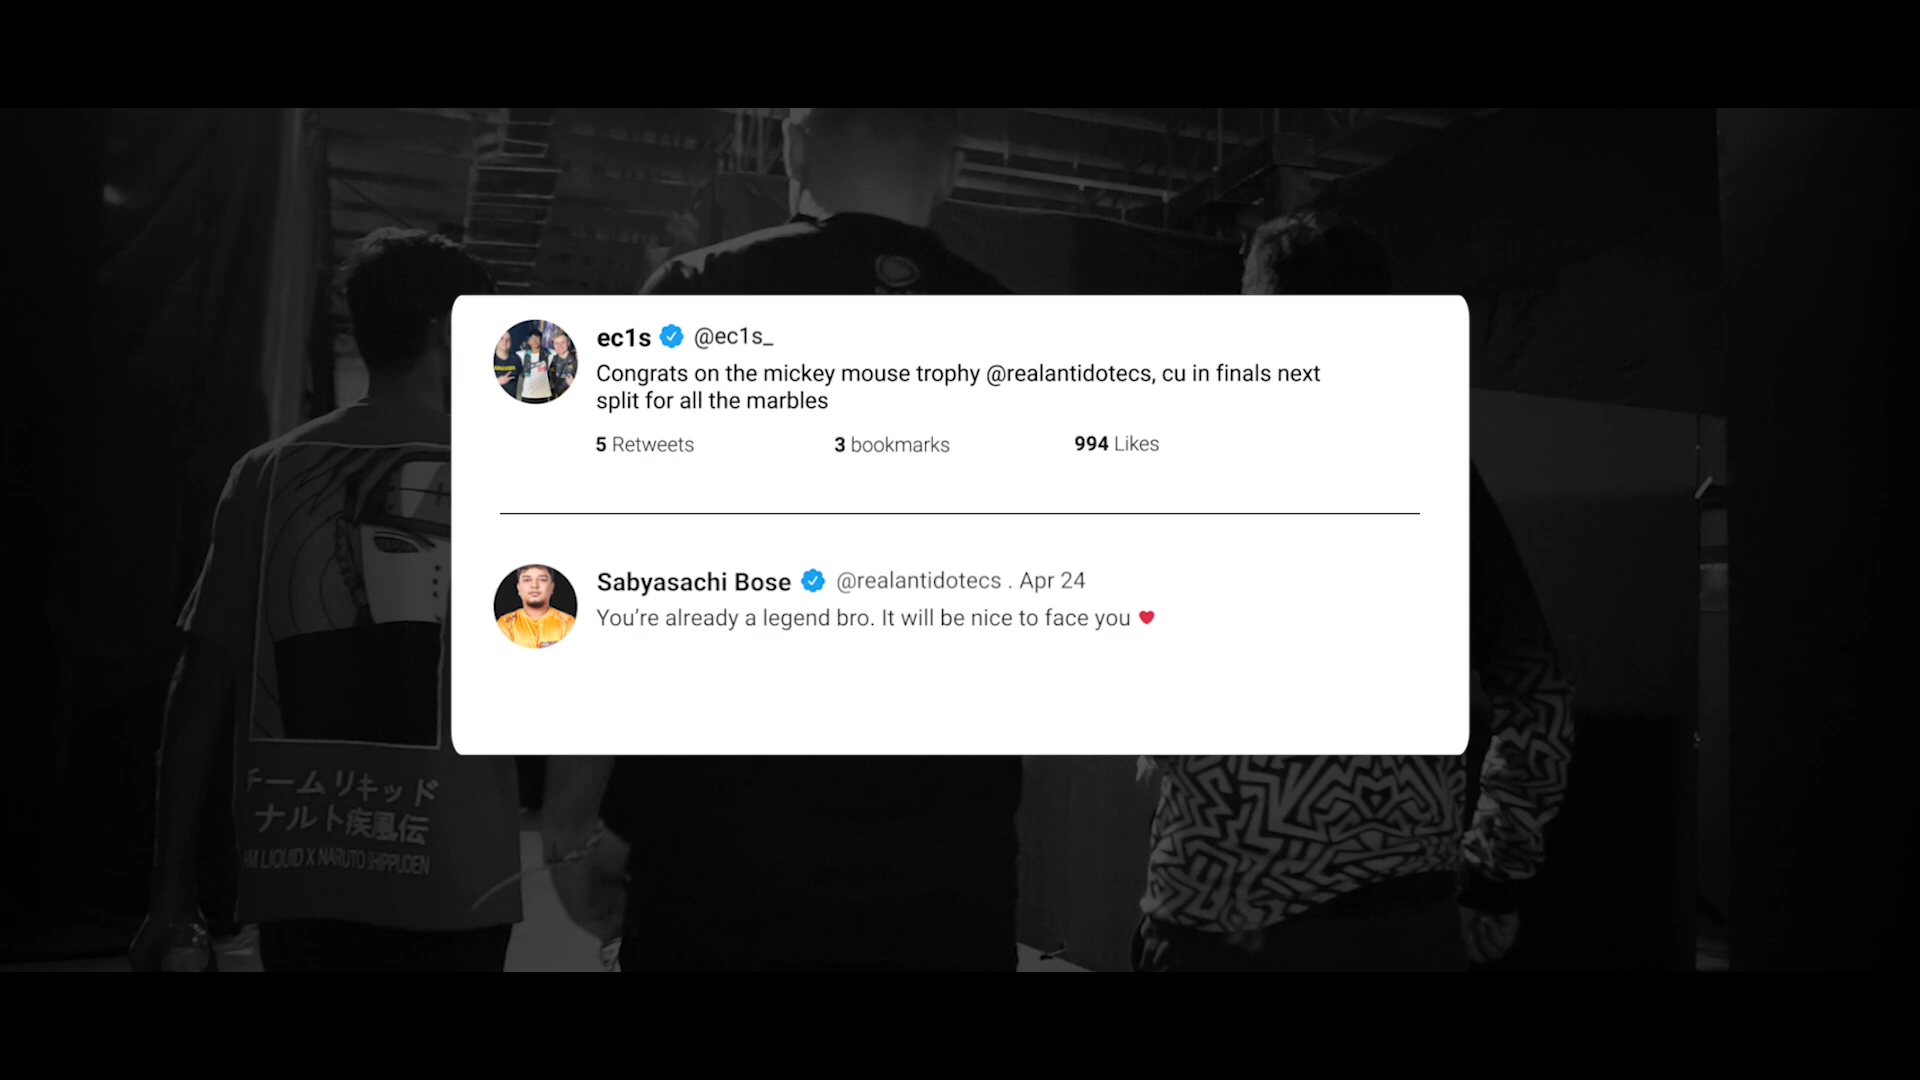 ec1s @ec1s_
Congrats on the mickey mouse trophy @realantidotecs, cu in finals next
split for all the marbles
5 Retweets 3 bookmarks 994 Likes
Sabyasachi Bose @realantidotecs . Apr 24
You’re already a legend bro. It will be nice to face you ❤
チームリキッド
ナルト疾風伝
AM LIQUID X NARUTO SHIPPUDEN